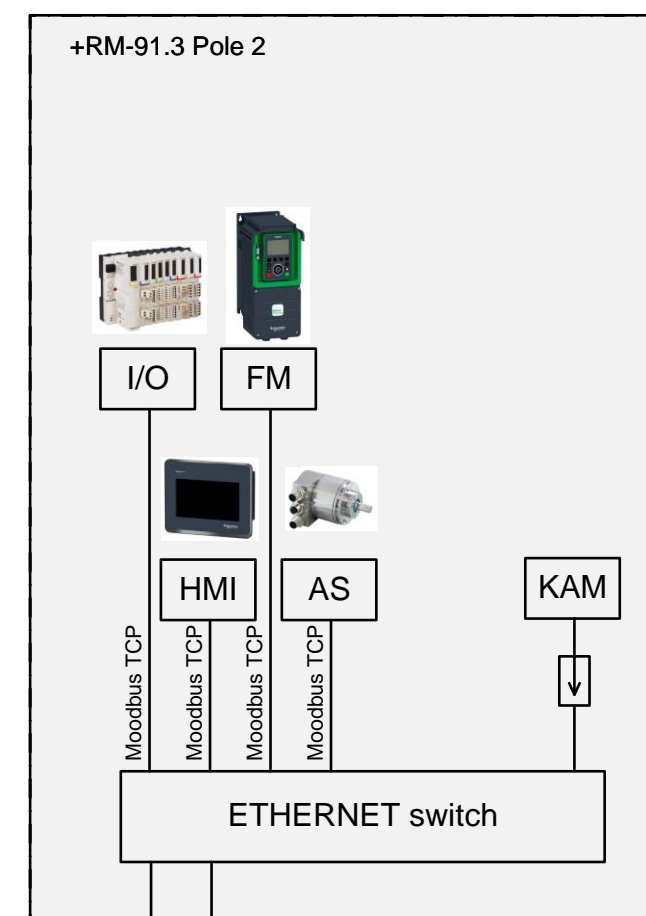 +RM-91.3 Pole 2
I/O
FM
HMI
AS
KAM
Moodbus TCP
Moodbus TCP
Moodbus TCP
Moodbus TCP
ETHERNET switch